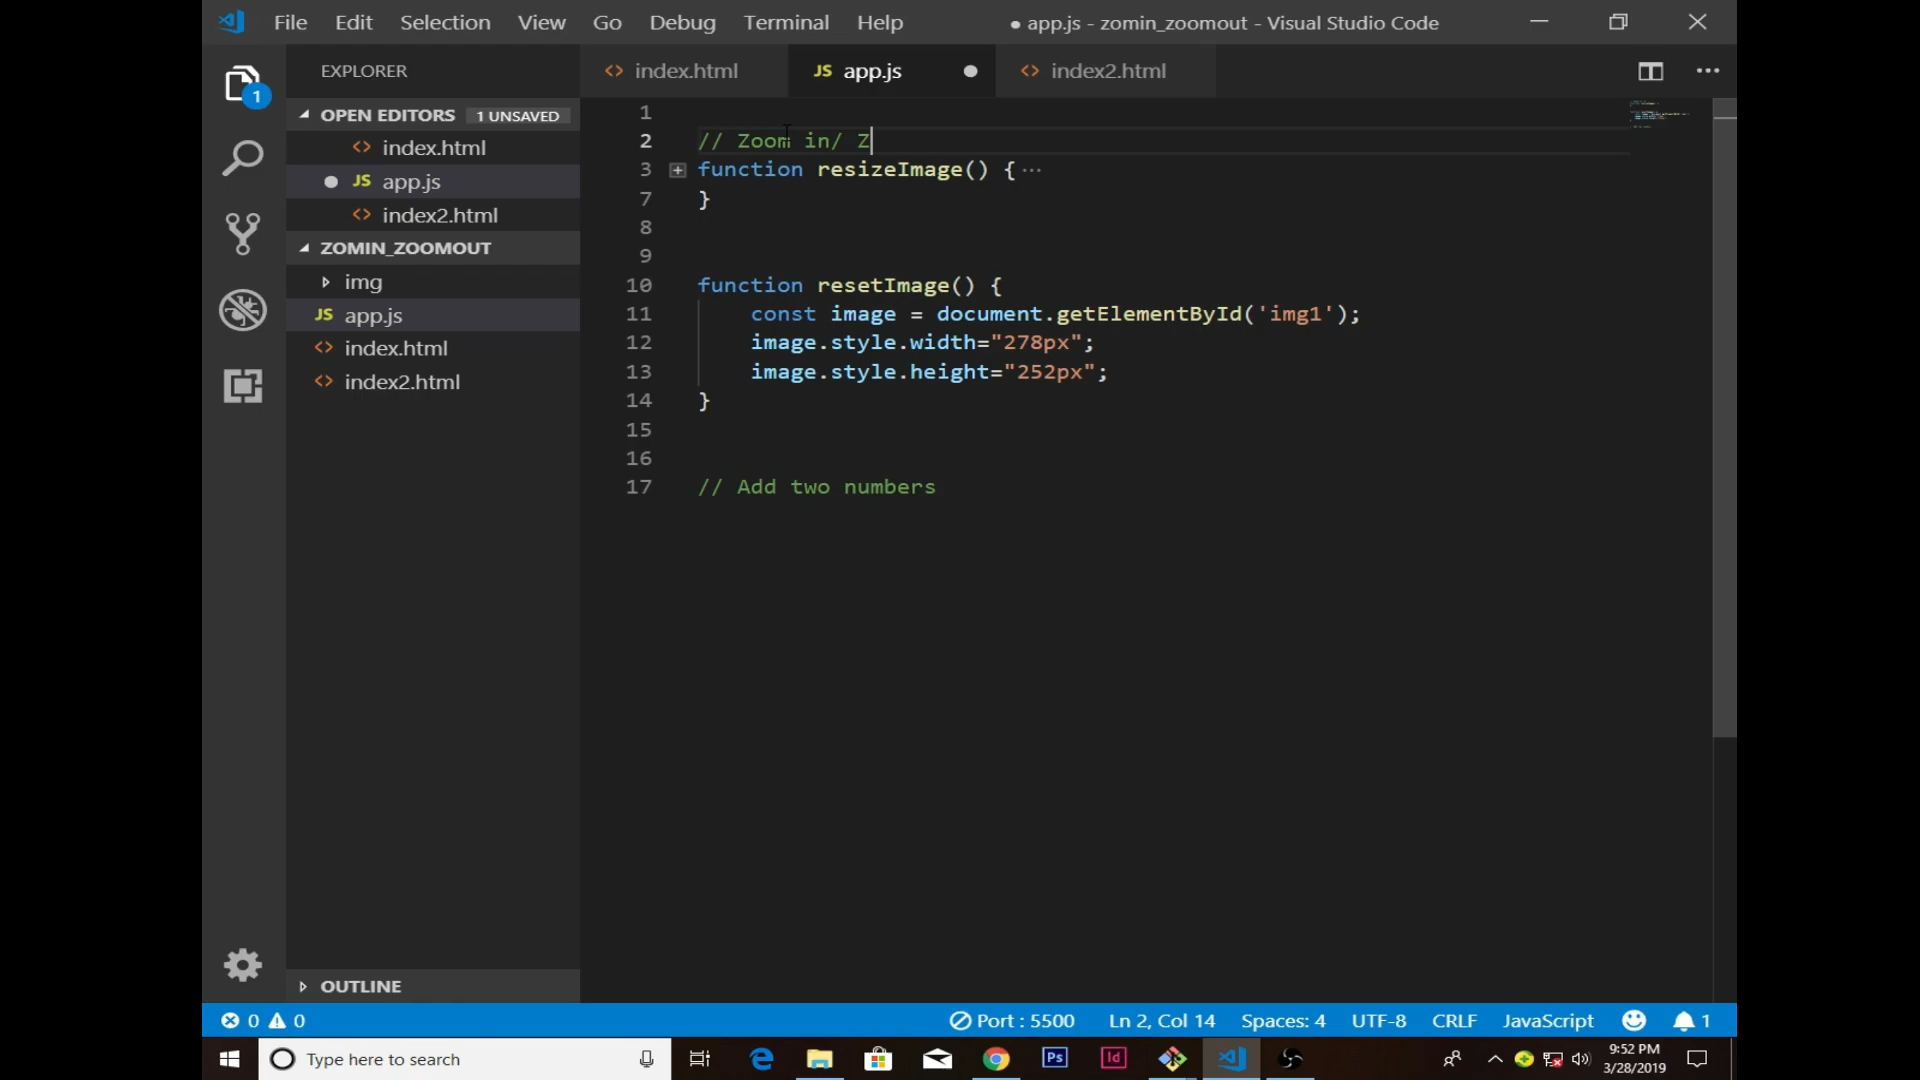 File Edit Selection View Go Debug Terminal Help ● app.js - zomin_zoomout - Visual Studio Code
EXPLORER
<> index.html JS app.js ● <> index2.html ...
1
OPEN EDITORS 1 UNSAVED
<> index.html
● JS app.js
<> index2.html
ZOMIN_ZOOMOUT
img
JS app.js
<> index.html
<> index2.html
OUTLINE
1
2 // Zoom in/ Z
3 function resizeImage() { ...
7 }
8
9
10 function resetImage() {
11 const image = document.getElementById('img1');
12 image.style.width="278px";
13 image.style.height="252px";
14 }
15
16
17 // Add two numbers
0 0 Port : 5500 Ln 2, Col 14 Spaces: 4 UTF-8 CRLF JavaScript 1
Type here to search
Ps Id
9:52 PM
3/28/2019